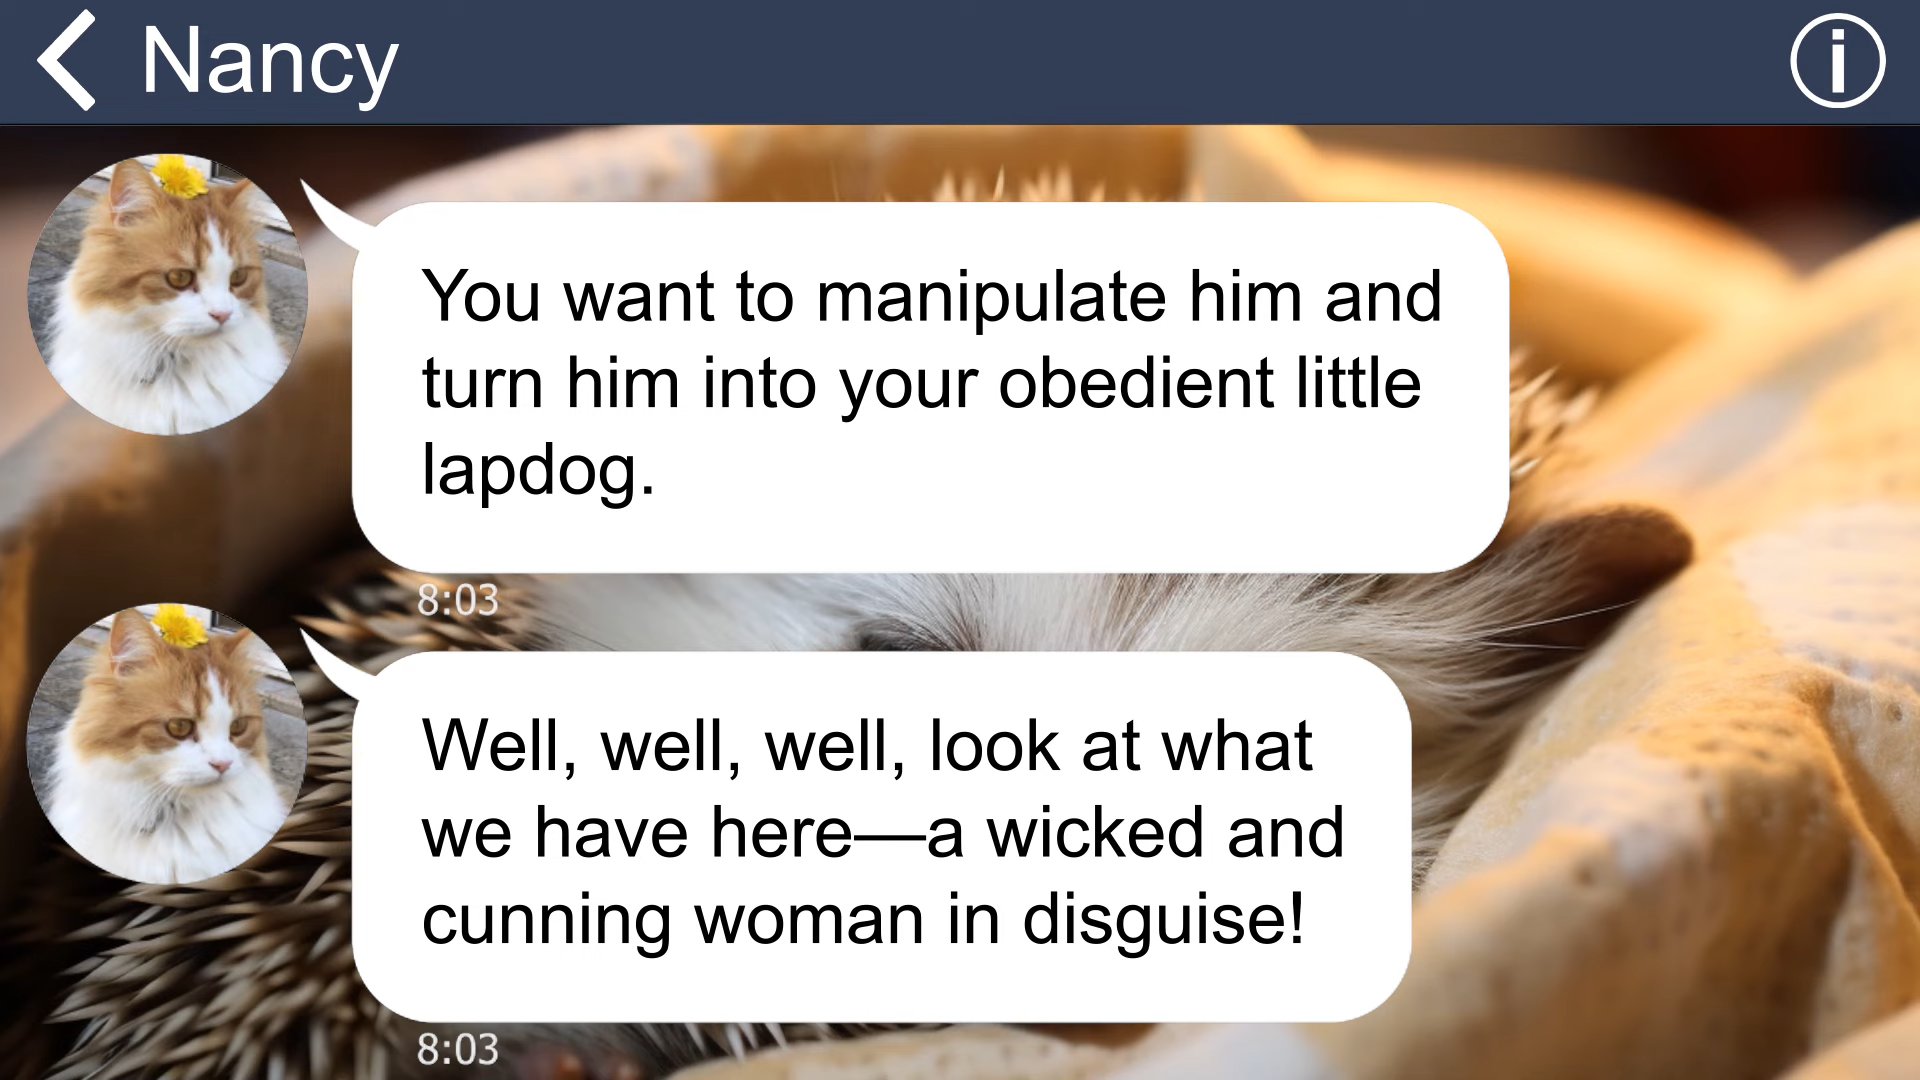 Nancy
You want to manipulate him and
turn him into your obedient little
lapdog.
8:03
Well, well, well, look at what
we have here—a wicked and
cunning woman in disguise!
8:03